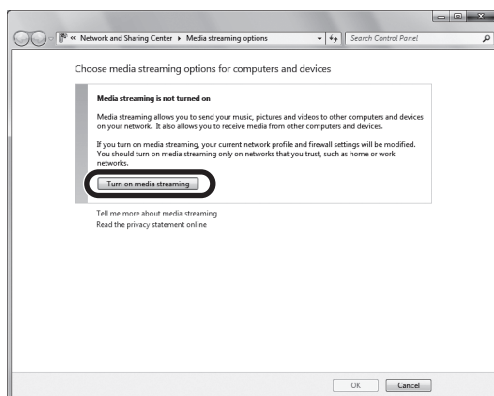 « Network and Sharing Center ▸ Media streaming options
Search Control Panel
Choose media streaming options for computers and devices
Media streaming is not turned on
Media streaming allows you to send your music, pictures and videos to other computers and devices
on your network. It also allows you to receive media from other computers and devices.
If you turn on media streaming, your current network profile and firewall settings will be modified.
You should turn on media streaming only on networks that you trust, such as home or work
networks.
Turn on media streaming
Tell me more about media streaming
Read the privacy statement online
OK
Cancel